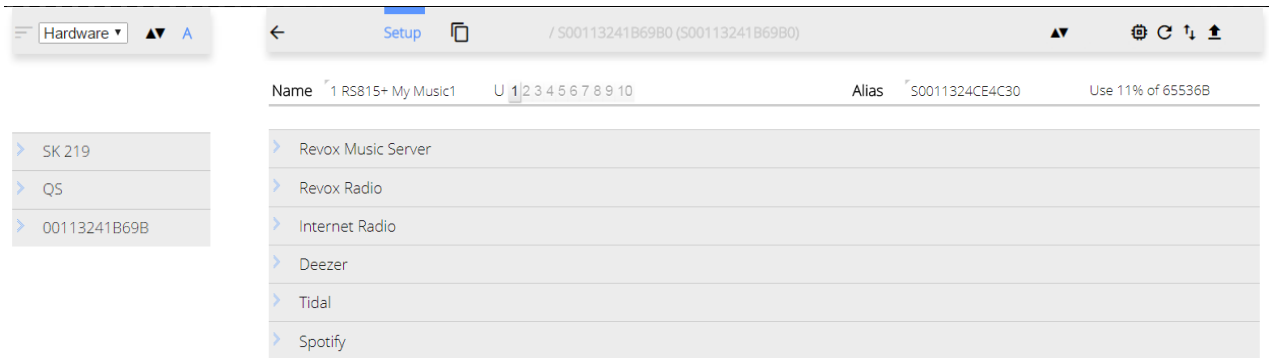 Hardware A Setup / S00113241B69B0 (S00113241B69B0)
Name 1 RS815+ My Music1 U 1 2 3 4 5 6 7 8 9 10 Alias S0011324CE4C30 Use 11% of 65536B
SK 219
QS
00113241B69B
Revox Music Server
Revox Radio
Internet Radio
Deezer
Tidal
Spotify